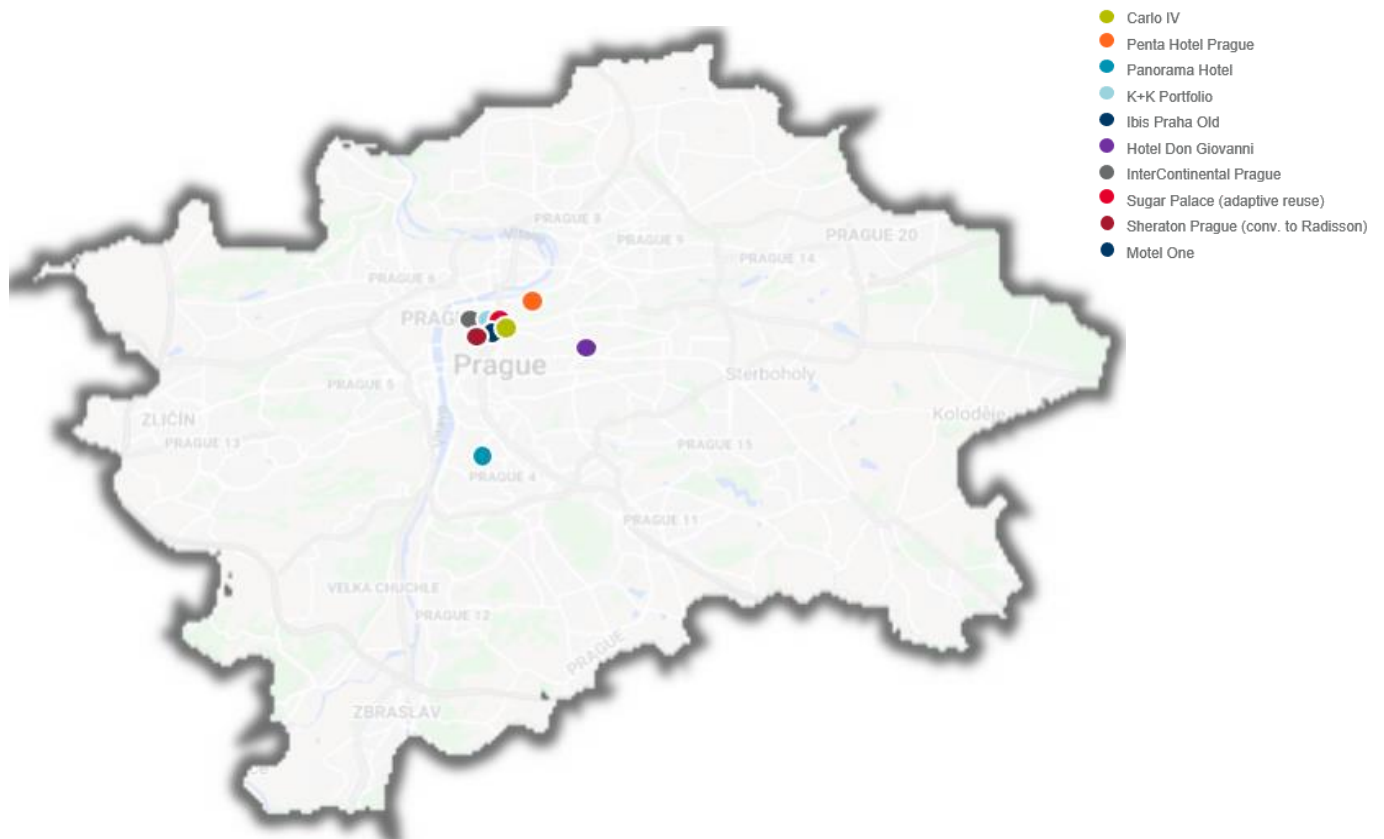 Carlo IV
Penta Hotel Prague
Panorama Hotel
K+K Portfolio
Ibis Praha Old
Hotel Don Giovanni
InterContinental Prague
Sugar Palace (adaptive reuse)
Sheraton Prague (conv. to Radisson)
Motel One
PRAGUE 8
PRAGUE 9
PRAGUE 20
PRAGUE 14
PRAGUE 6
Prague
Sterboholy
PRAGUE 5
Koloděje
ZLIČÍN
PRAGUE 13
PRAGUE 15
PRAGUE 4
PRAGUE 11
VELKA CHUCHLE
PRAGUE 12
PRAGUE
ZBRASLAV